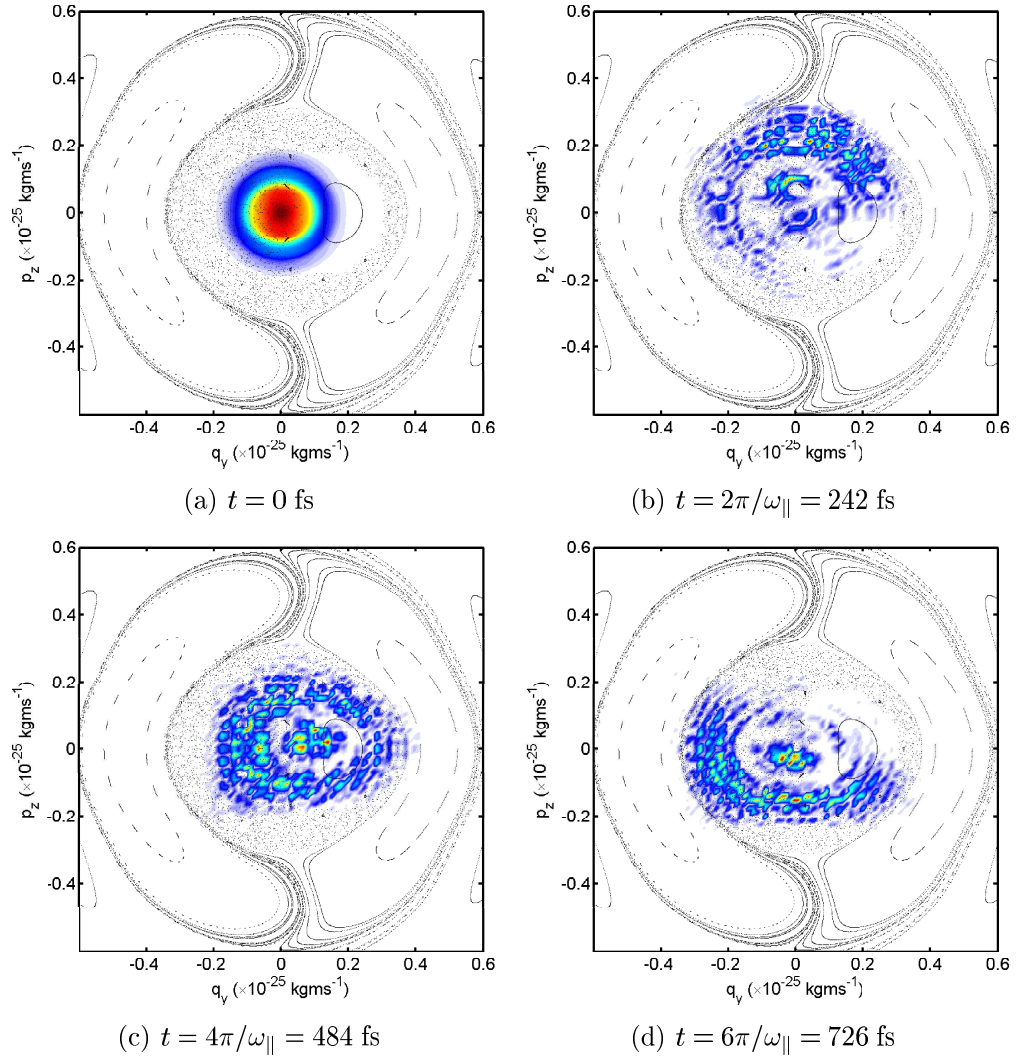 0.6
0.4
0.2
0
-0.2
-0.4
p_z (×10^-25 kgms^-1)
-0.4 -0.2 0 0.2 0.4 0.6
q_y (×10^-25 kgms^-1)
(a) t = 0 fs
0.6
0.4
0.2
0
-0.2
-0.4
p_z (×10^-25 kgms^-1)
-0.4 -0.2 0 0.2 0.4 0.6
q_y (×10^-25 kgms^-1)
(b) t = 2π/ω_∥ = 242 fs
0.6
0.4
0.2
0
-0.2
-0.4
p_z (×10^-25 kgms^-1)
-0.4 -0.2 0 0.2 0.4 0.6
q_y (×10^-25 kgms^-1)
(c) t = 4π/ω_∥ = 484 fs
0.6
0.4
0.2
0
-0.2
-0.4
p_z (×10^-25 kgms^-1)
-0.4 -0.2 0 0.2 0.4 0.6
q_y (×10^-25 kgms^-1)
(d) t = 6π/ω_∥ = 726 fs